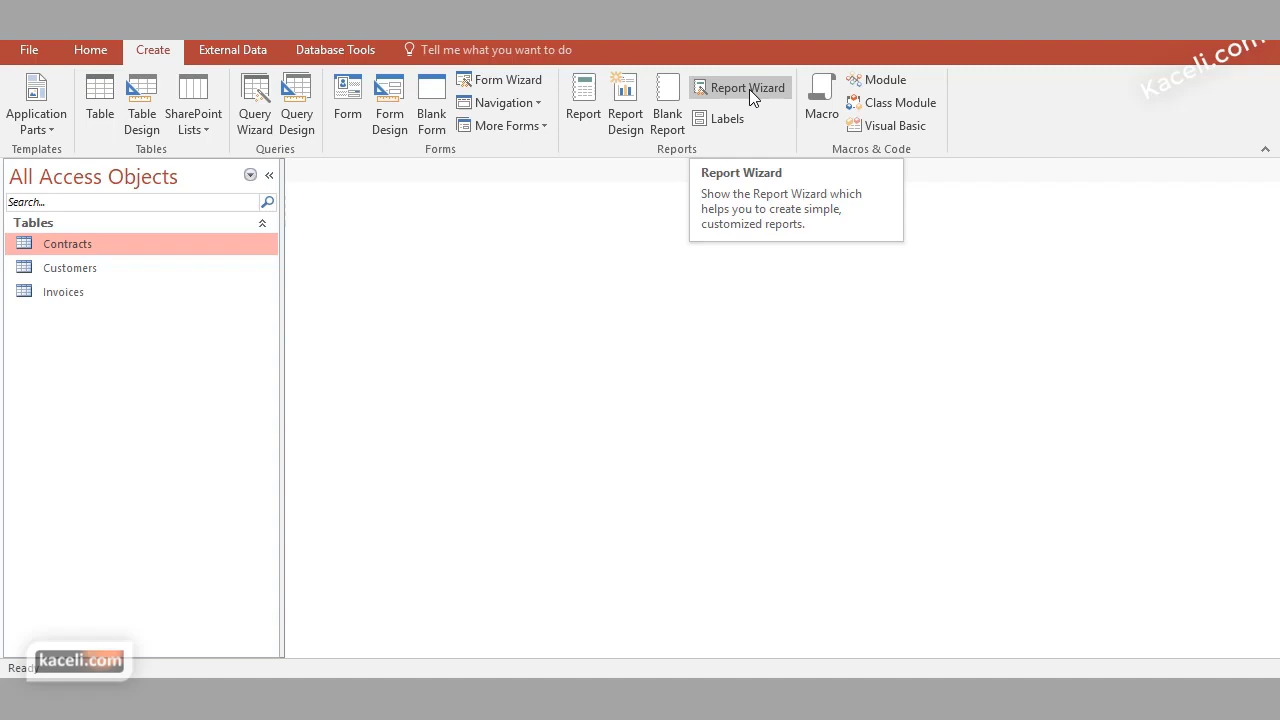 File Home Create External Data Database Tools Tell me what you want to do
Kaceli.com
Application Parts
Table
Table Design
SharePoint Lists
Query Wizard
Query Design
Form
Form Design
Blank Form
Form Wizard
Navigation
More Forms
Report
Report Design
Blank Report
Report Wizard
Labels
Macro
Module
Class Module
Visual Basic
Templates Tables Queries Forms Reports Macros & Code
All Access Objects
Search...
Tables
Contracts
Customers
Invoices
Report Wizard
Show the Report Wizard which
helps you to create simple,
customized reports.
kaceli.com
Ready